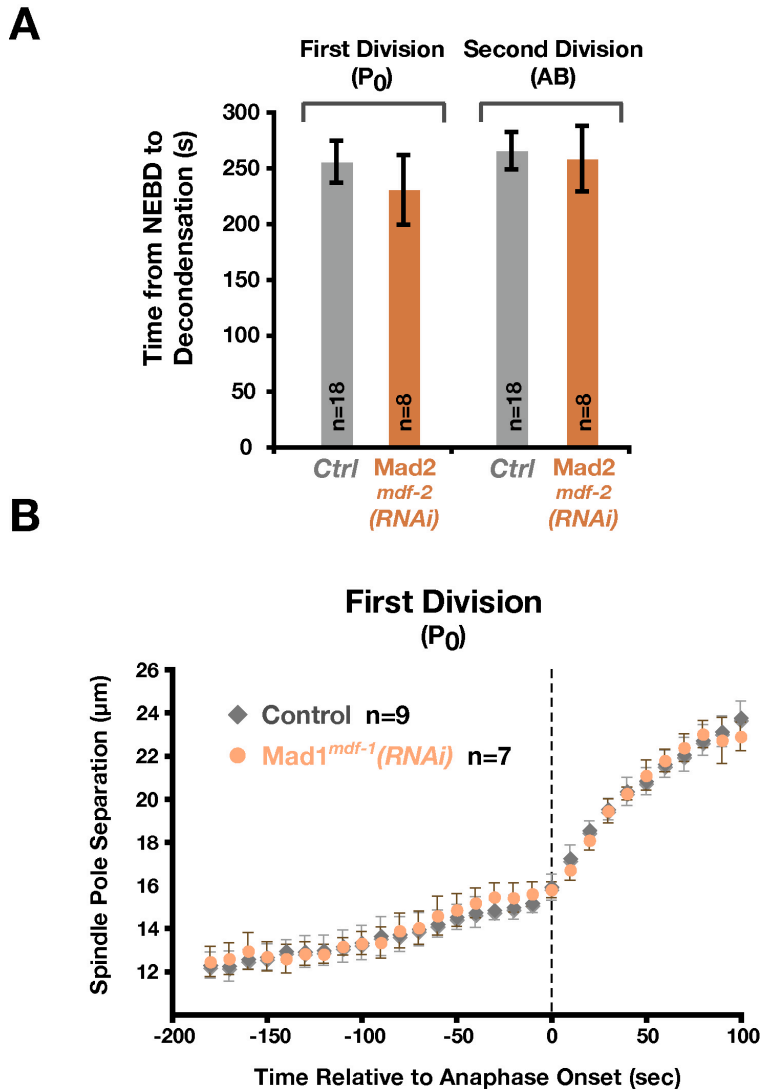 A
First Division
(P0)
Second Division
(AB)
Time from NEBD to
Decondensation (s)
300
250
200
150
100
50
0
n=18
n=8
n=18
n=8
Ctrl
Mad2
mdf-2
(RNAi)
Ctrl
Mad2
mdf-2
(RNAi)
B
First Division
(P0)
Spindle Pole Separation (µm)
26
24
22
20
18
16
14
12
Control n=9
Mad1mdf-1(RNAi) n=7
-200
-150
-100
-50
0
50
100
Time Relative to Anaphase Onset (sec)